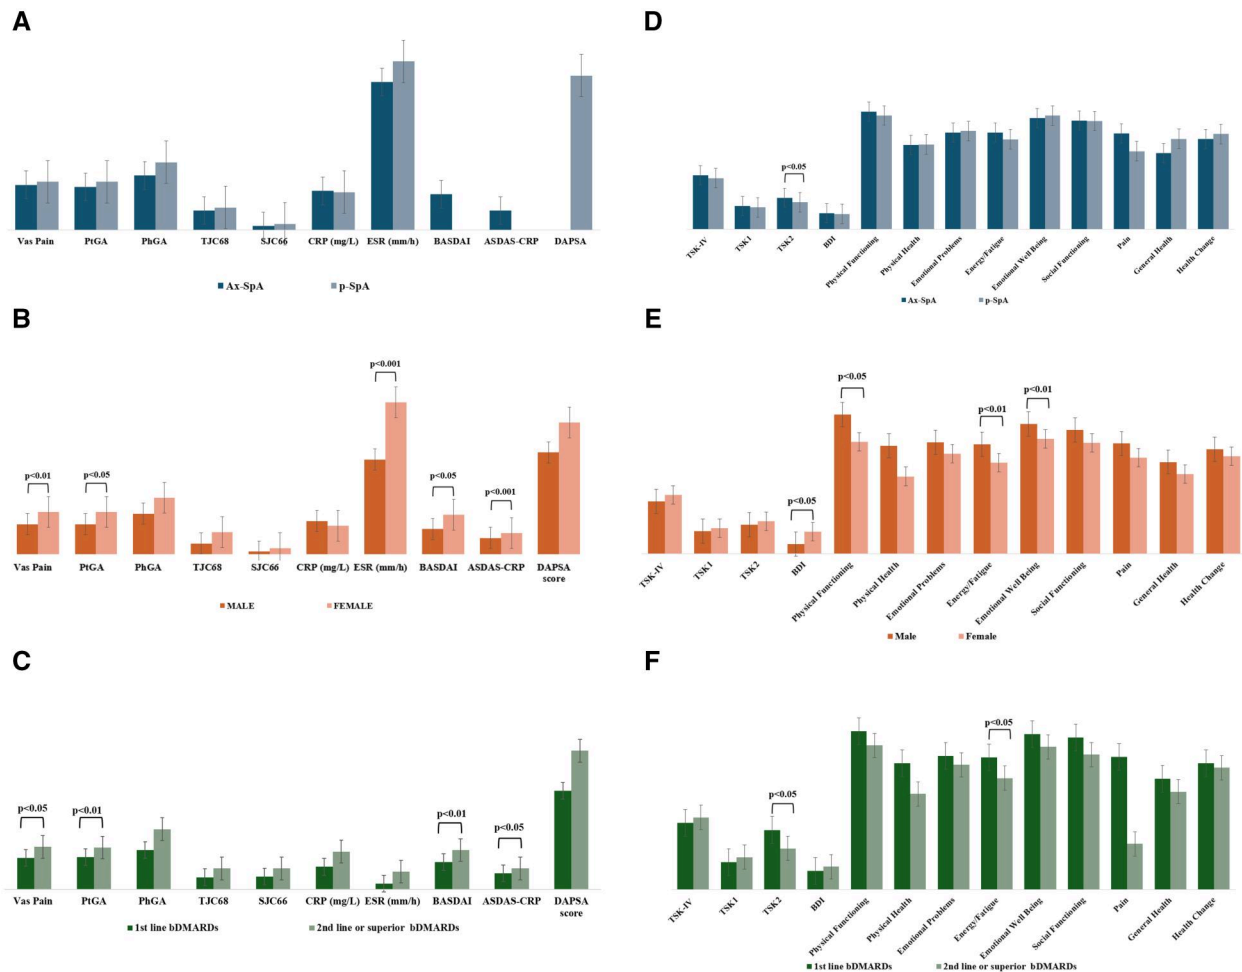 A
Vas Pain PtGA PhGA TJC68 SJC66 CRP (mg/L) ESR (mm/h) BASDAI ASDAS-CRP DAPSA
Ax-SpA p-SpA
D
p<0.05
TSK-IV TSK1 TSK2 BDI Physical Functioning Physical Health Emotional Problems Energy/Fatigue Emotional Well Being Social Functioning Pain General Health Health Change
Ax-SpA p-SpA
B
p<0.001
p<0.01 p<0.05 p<0.05 p<0.001
Vas Pain PtGA PhGA TJC68 SJC66 CRP (mg/L) ESR (mm/h) BASDAI ASDAS-CRP DAPSA
score
MALE FEMALE
E
p<0.05 p<0.01
p<0.01
p<0.05
TSK-IV TSK1 TSK2 BDI Physical Functioning Physical Health Emotional Problems Energy/Fatigue Emotional Well Being Social Functioning Pain General Health Health Change
Male Female
C
p<0.05 p<0.01 p<0.01 p<0.05
Vas Pain PtGA PhGA TJC68 SJC66 CRP (mg/L) ESR (mm/h) BASDAI ASDAS-CRP DAPSA
score
1st line bDMARDs 2nd line or superior bDMARDs
F
p<0.05
p<0.05
TSK-IV TSK1 TSK2 BDI Physical Functioning Physical Health Emotional Problems Energy/Fatigue Emotional Well Being Social Functioning Pain General Health Health Change
1st line bDMARDs 2nd line or superior bDMARDs